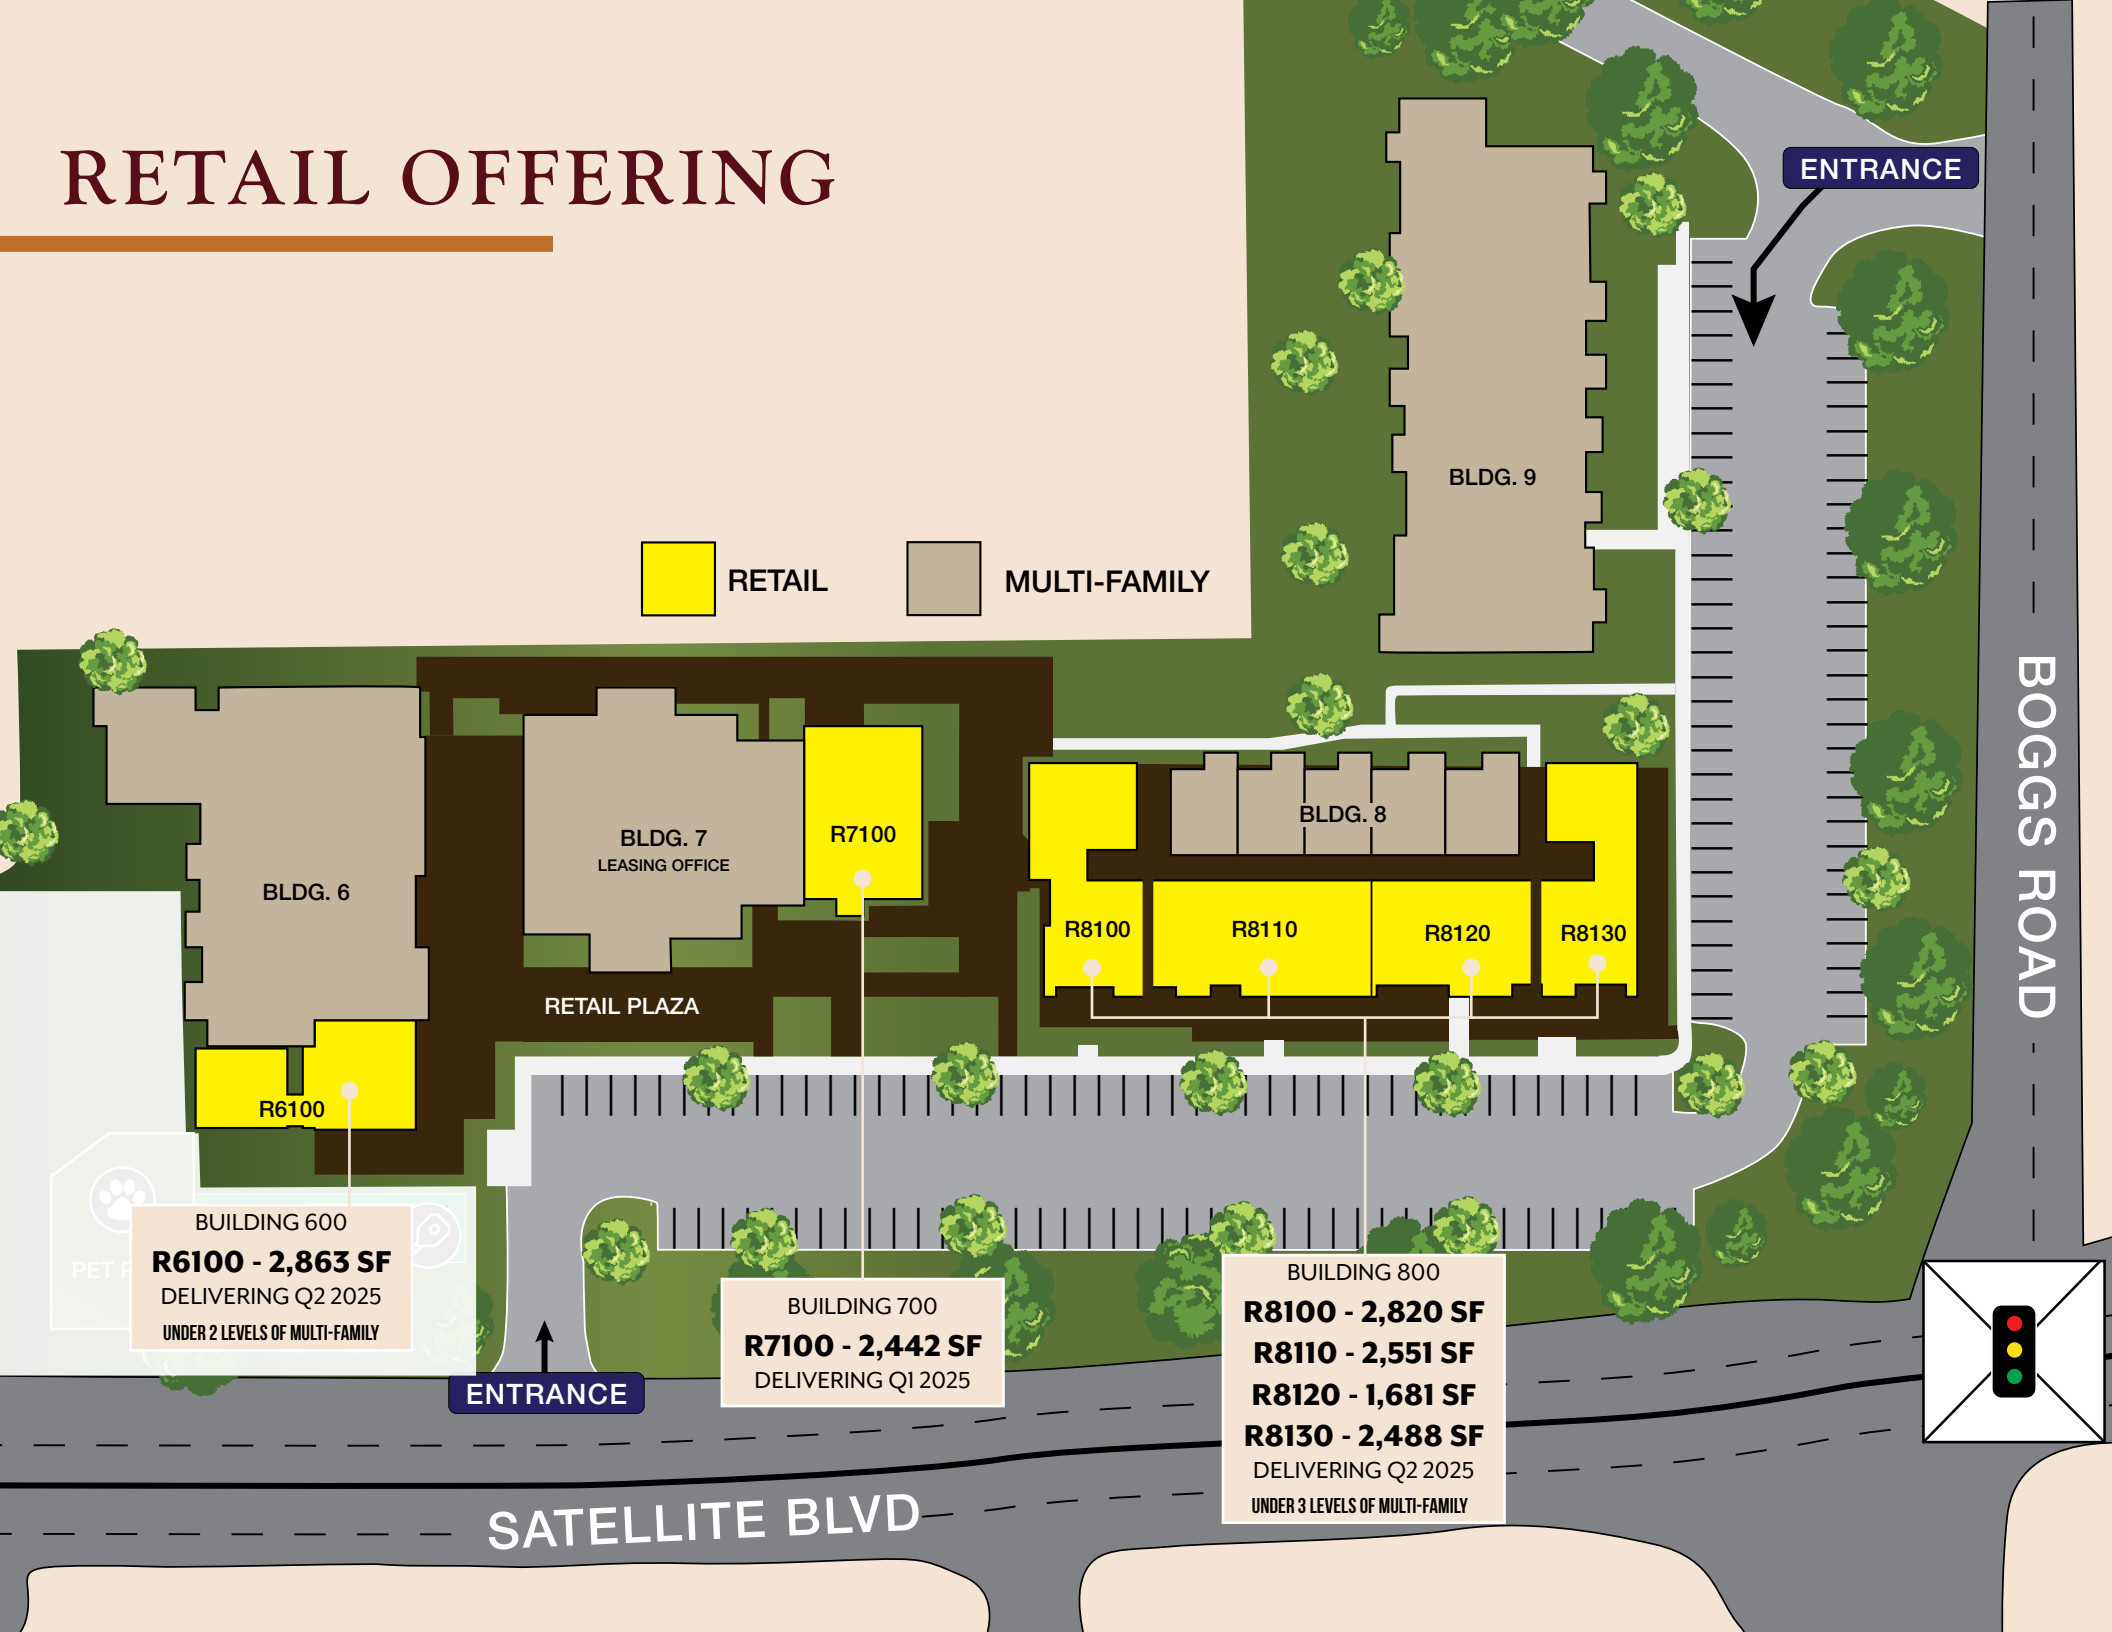 RETAIL OFFERING
ENTRANCE
BLDG. 9
RETAIL
MULTI-FAMILY
BOGGS ROAD
BLDG. 6
BLDG. 7
LEASING OFFICE
R7100
BLDG. 8
R8100
R8110
R8120
R8130
RETAIL PLAZA
R6100
PET
BUILDING 600
R6100 - 2,863 SF
DELIVERING Q2 2025
UNDER 2 LEVELS OF MULTI-FAMILY
BUILDING 700
R7100 - 2,442 SF
DELIVERING Q1 2025
BUILDING 800
R8100 - 2,820 SF
R8110 - 2,551 SF
R8120 - 1,681 SF
R8130 - 2,488 SF
DELIVERING Q2 2025
UNDER 3 LEVELS OF MULTI-FAMILY
ENTRANCE
SATELLITE BLVD